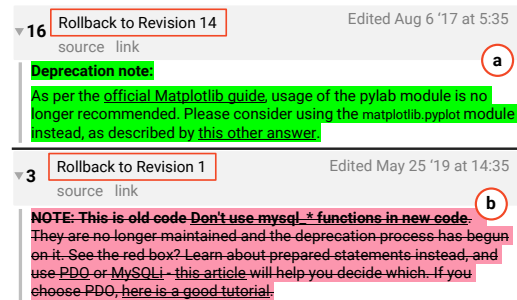 16 Rollback to Revision 14 Edited Aug 6 ‘17 at 5:35
source link
a
Deprecation note:
As per the official Matplotlib guide, usage of the pylab module is no
longer recommended. Please consider using the matplotlib.pyplot module
instead, as described by this other answer.
3 Rollback to Revision 1 Edited May 25 ‘19 at 14:35
source link
b
NOTE: This is old code Don't use mysql_* functions in new code.
They are no longer maintained and the deprecation process has begun
on it. See the red box? Learn about prepared statements instead, and
use PDO or MySQLi - this article will help you decide which. If you
choose PDO, here is a good tutorial.